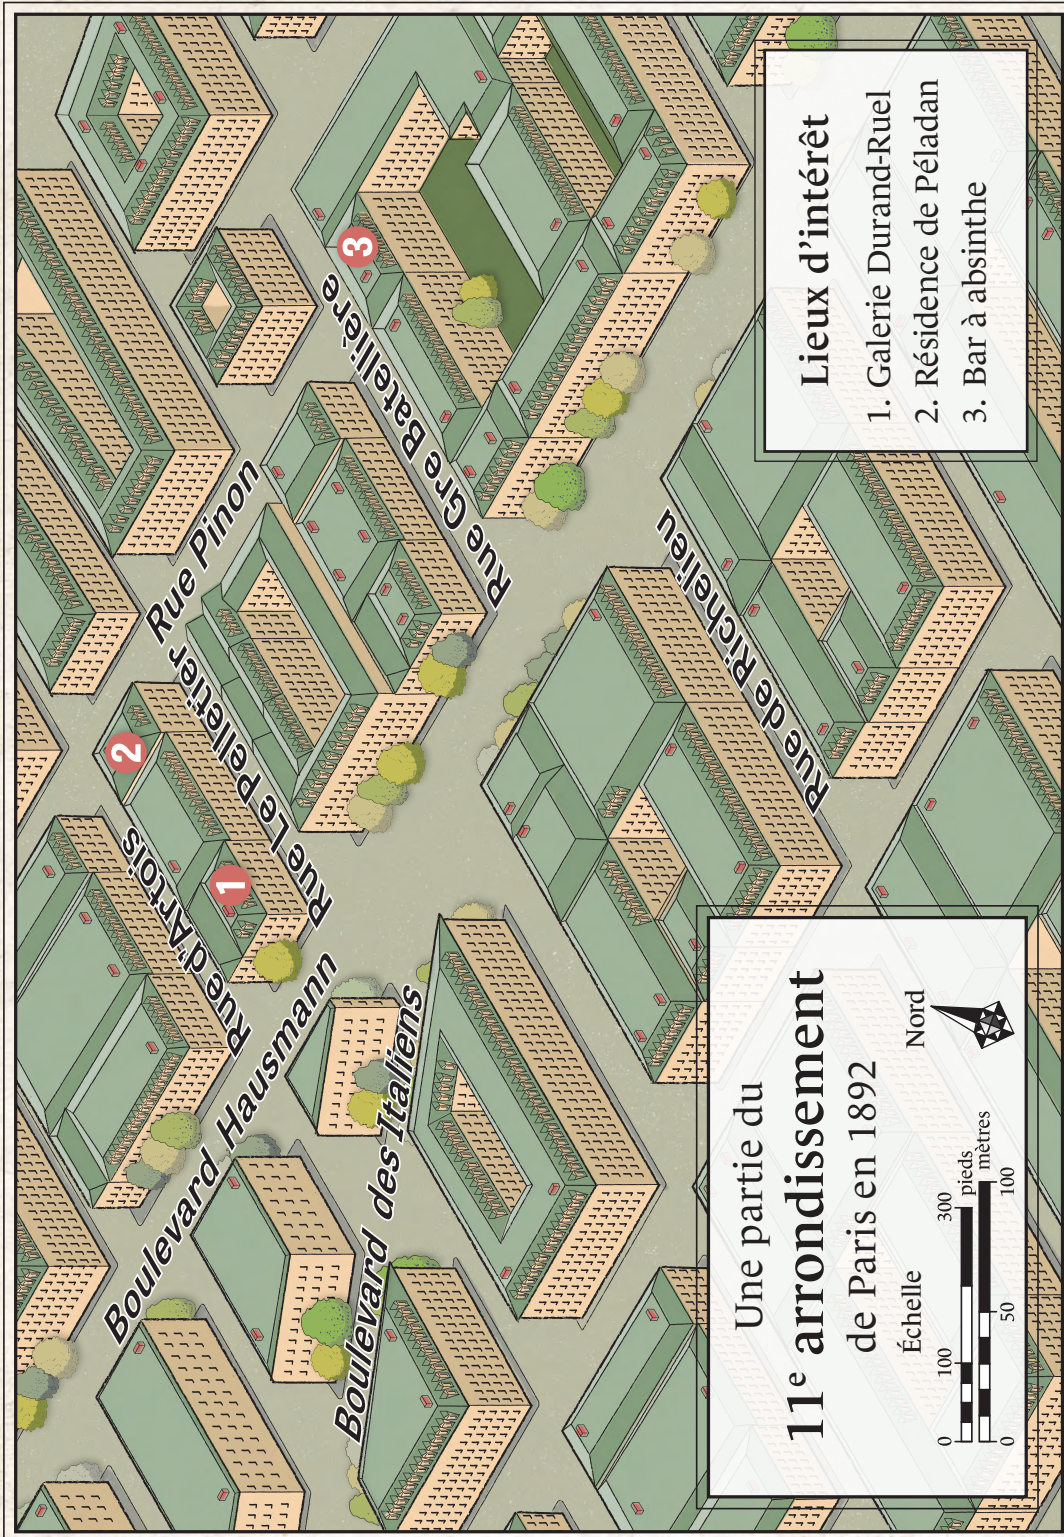 Une partie du
11e arrondissement
de Paris en 1892
Échelle
0 100 300 pieds
0 50 100 mètres
Nord
Boulevard Hausmann
Boulevard des Italiens
Rue d'Artois
Rue Le Pelletier
Rue Pinon
Rue Gre Batellière
Rue de Richelieu
1
2
3
Lieux d'intérêt
1. Galerie Durand-Ruel
2. Résidence de Péladan
3. Bar à absinthe